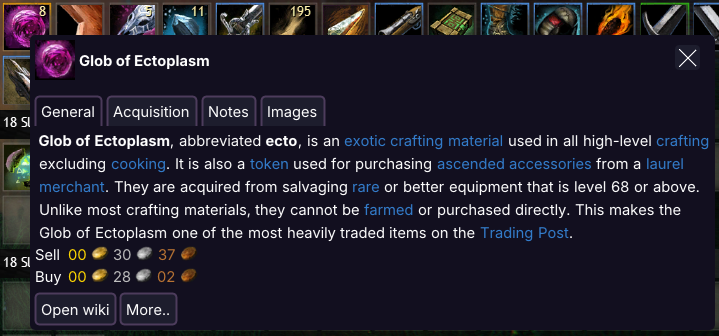 8 5 11 195
Glob of Ectoplasm
General Acquisition Notes Images
Glob of Ectoplasm, abbreviated ecto, is an exotic crafting material used in all high-level crafting
excluding cooking. It is also a token used for purchasing ascended accessories from a laurel
merchant. They are acquired from salvaging rare or better equipment that is level 68 or above.
Unlike most crafting materials, they cannot be farmed or purchased directly. This makes the
Glob of Ectoplasm one of the most heavily traded items on the Trading Post.
18 Sl
Sell 00 30 37
18 Sl
Buy 00 28 02
Open wiki More..